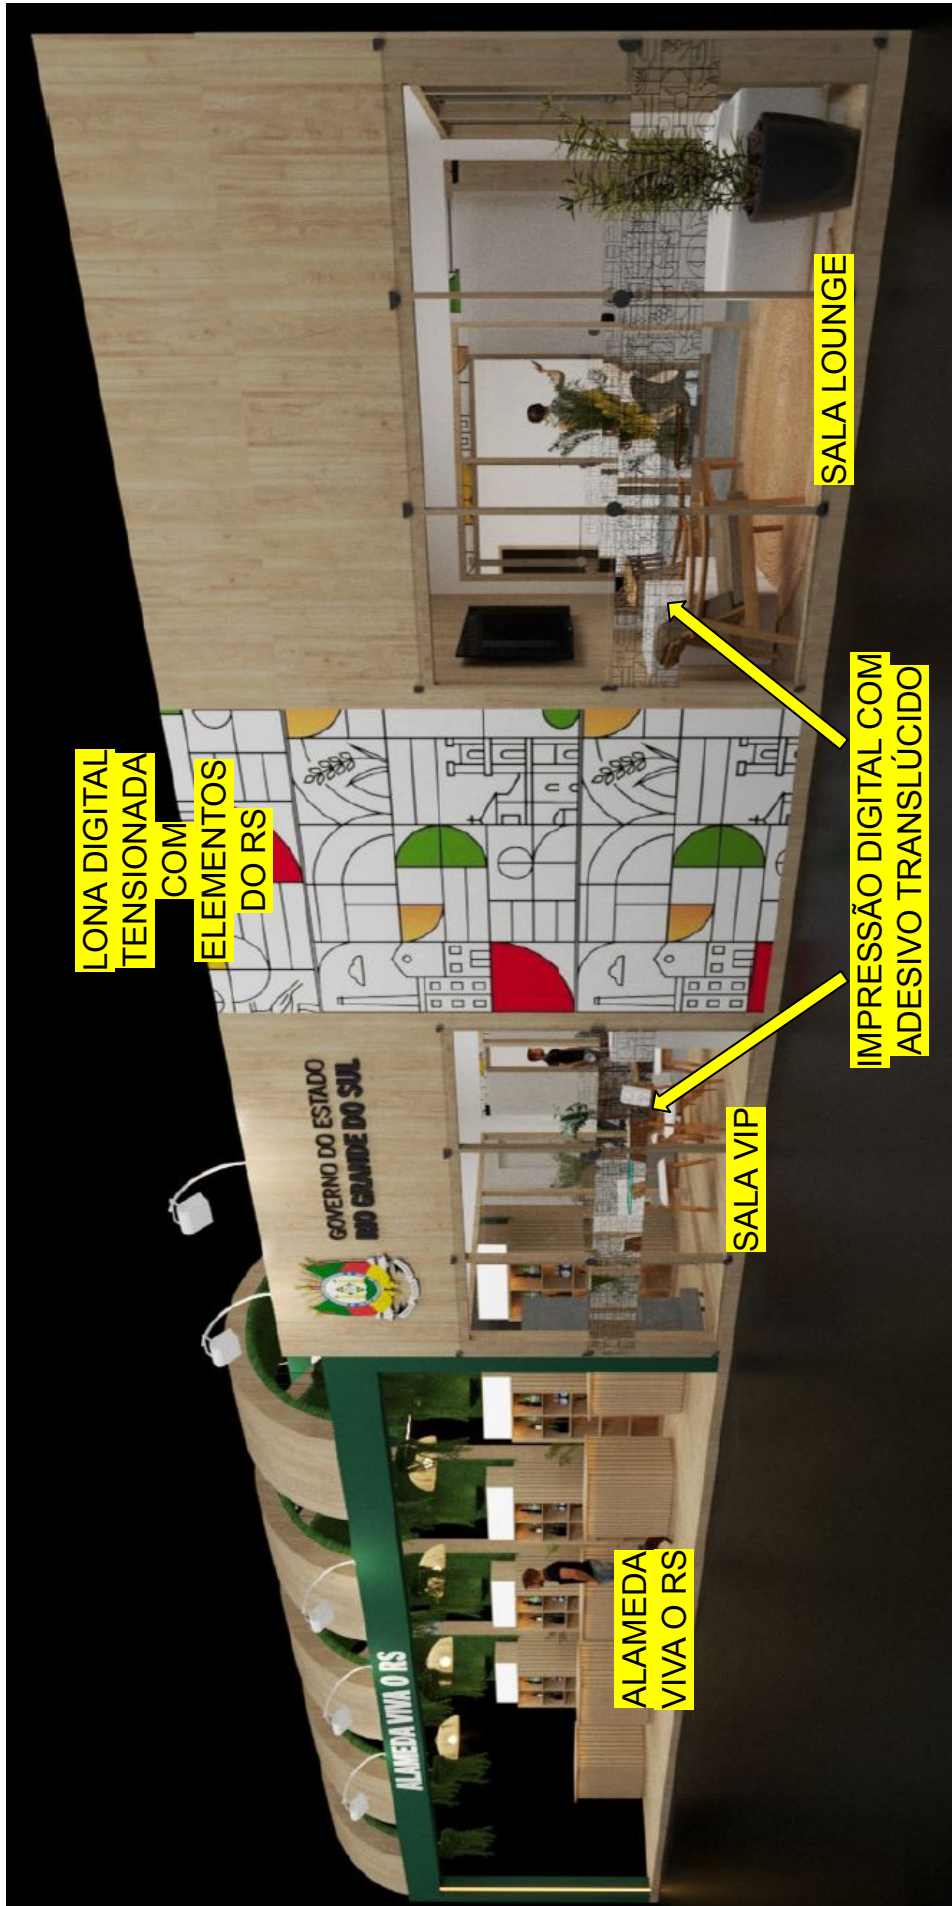 LONA DIGITAL
TENSIONADA
COM
ELEMENTOS
DO RS
GOVERNO DO ESTADO
RIO GRANDE DO SUL
ALAMEDA VIVA O RS
ALAMEDA
VIVA O RS
SALA VIP
SALA LOUNGE
IMPRESSÃO DIGITAL COM
ADESIVO TRANSLÚCIDO